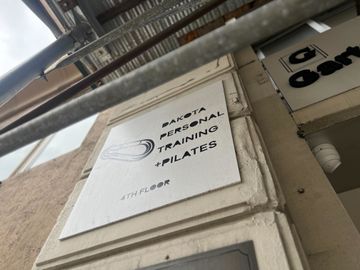 DAKOTA
PERSONAL
TRAINING
+PILATES
4TH FLOOR
G